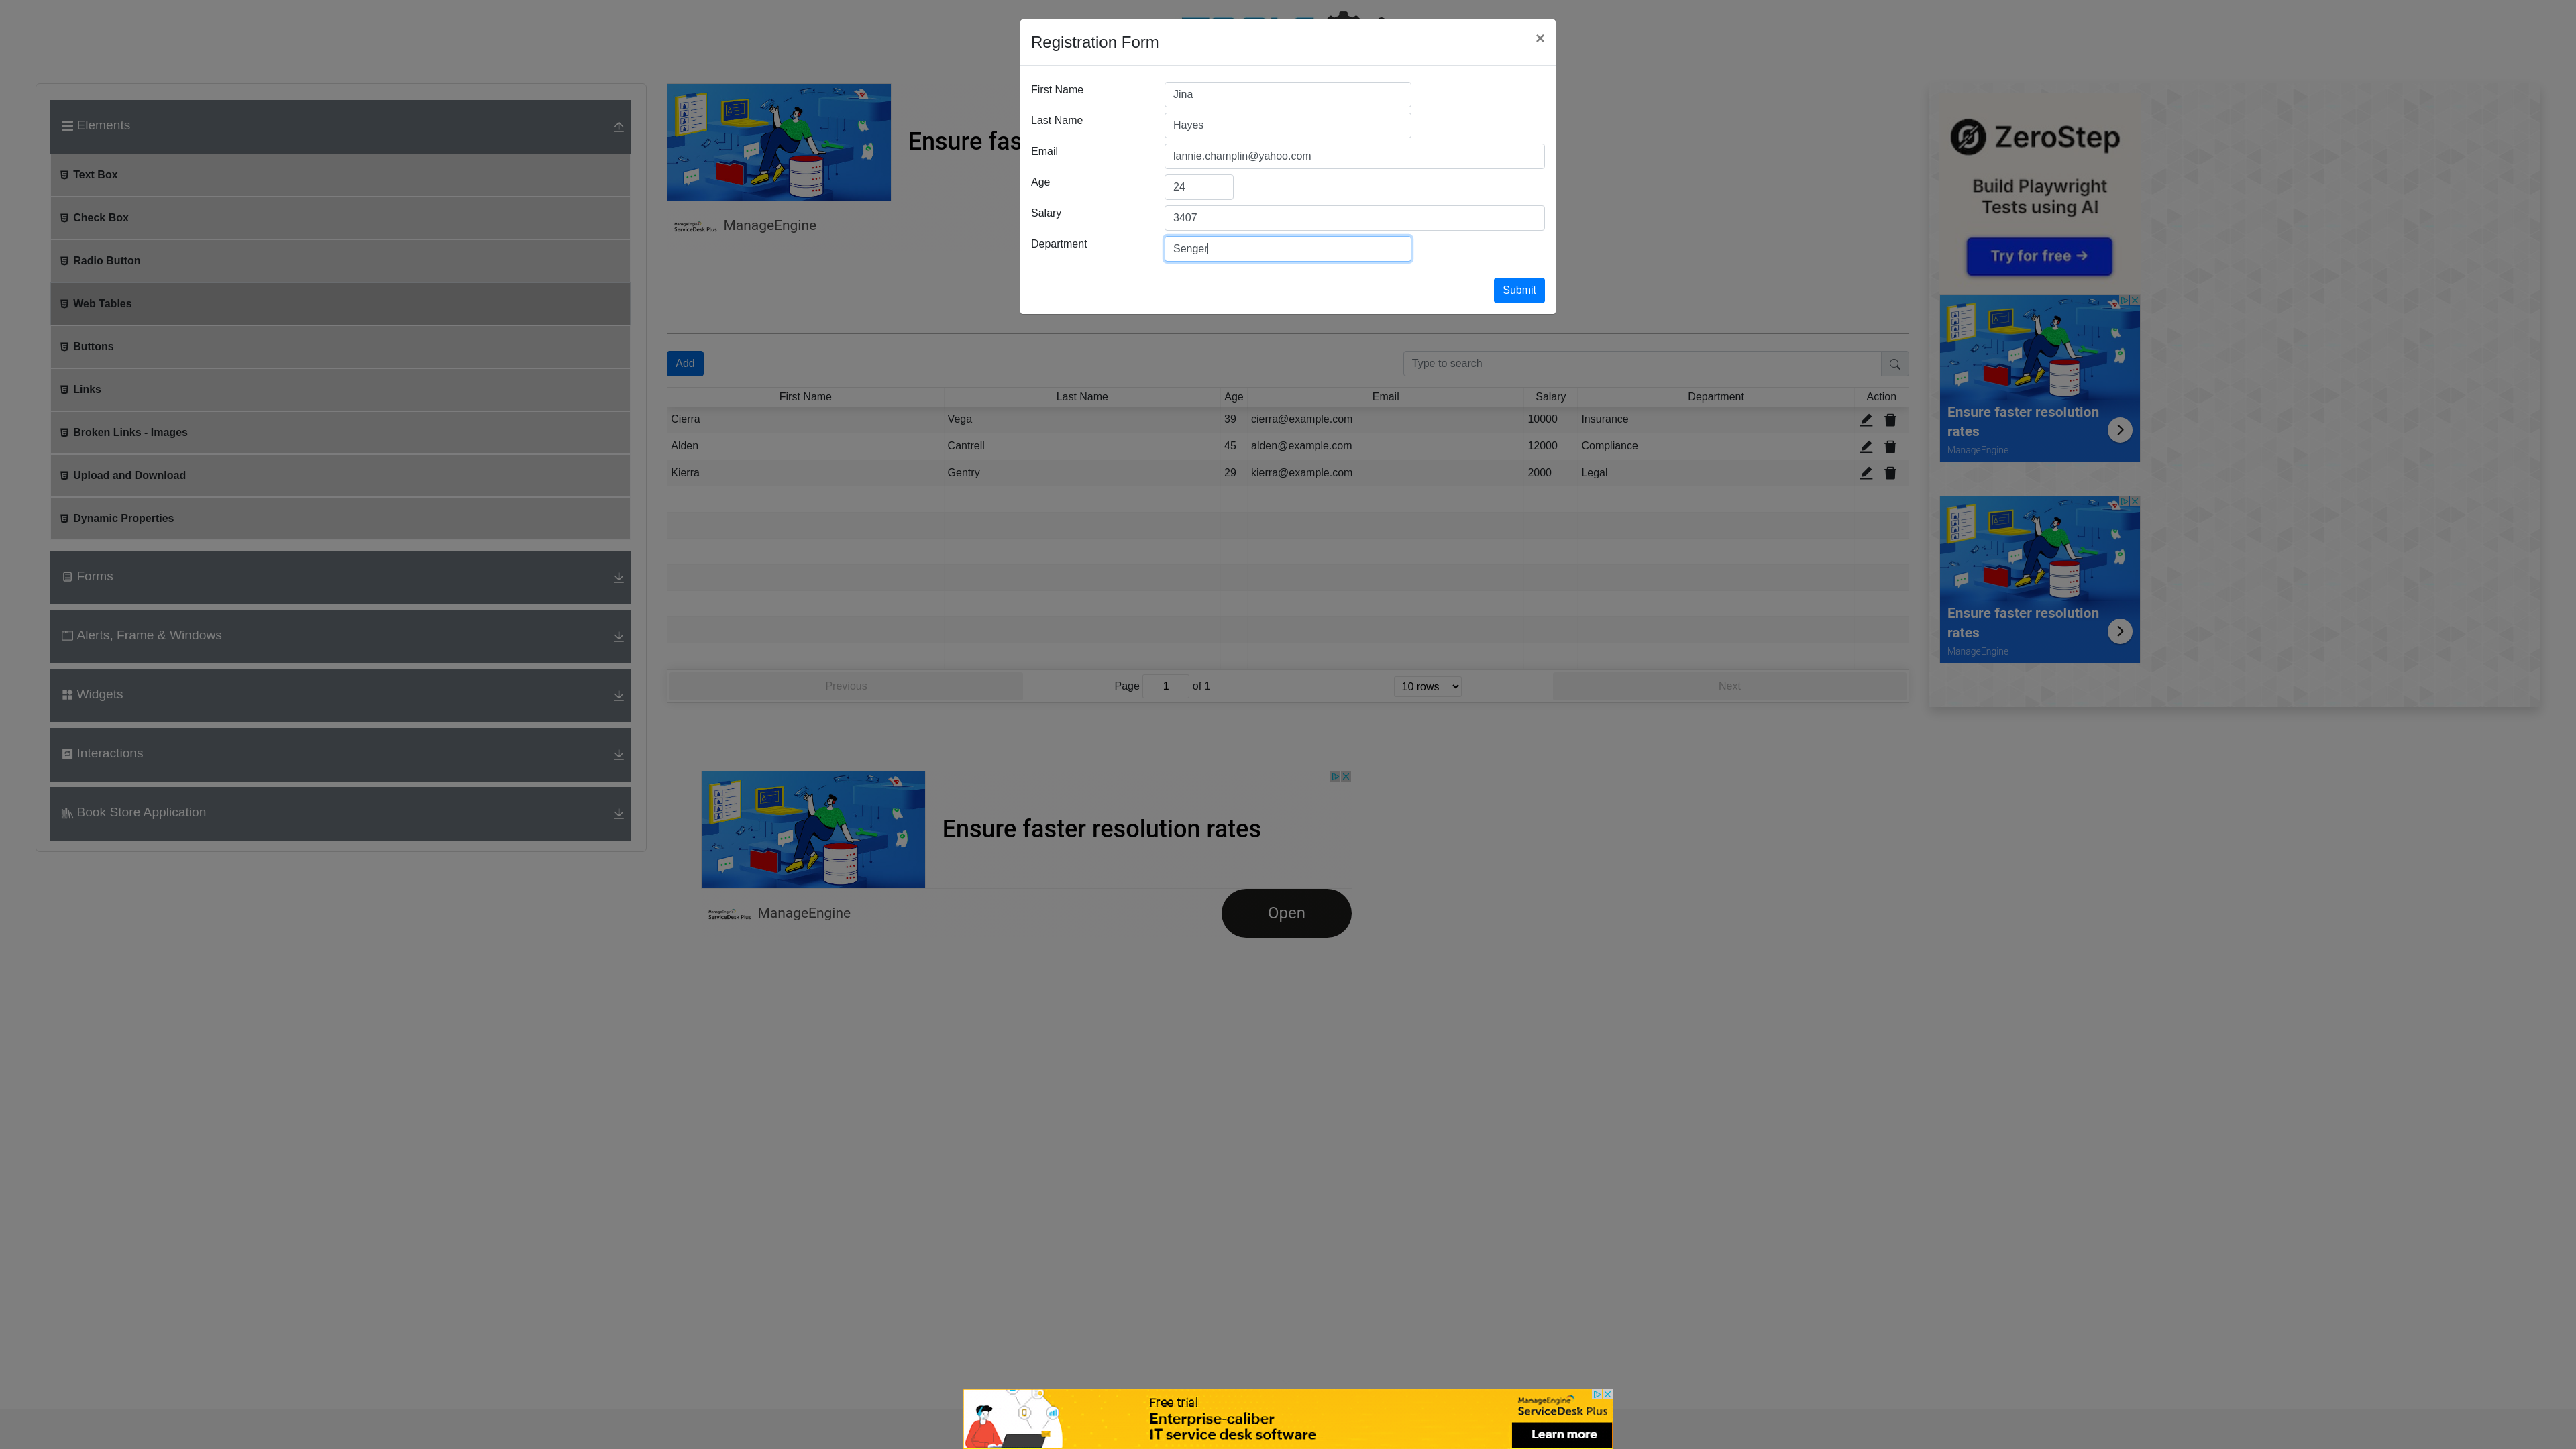 Registration Form
×
First Name
Jina
Last Name
Hayes
Email
lannie.champlin@yahoo.com
Age
24
Salary
3407
Department
Senger
Submit
Elements
Text Box
Check Box
Radio Button
Web Tables
Buttons
Links
Broken Links - Images
Upload and Download
Dynamic Properties
Forms
Alerts, Frame & Windows
Widgets
Interactions
Book Store Application
Ensure fas
ManageEngine
ServiceDesk Plus
ManageEngine
Add
Type to search
First Name Last Name Age Email Salary Department Action
Cierra Vega 39 cierra@example.com 10000 Insurance
Alden Cantrell 45 alden@example.com 12000 Compliance
Kierra Gentry 29 kierra@example.com 2000 Legal
Previous
Page 1 of 1
10 rows
Next
Ensure faster resolution rates
ManageEngine
ServiceDesk Plus
ManageEngine
Open
ZeroStep
Build Playwright
Tests using AI
Try for free →
Ensure faster resolution
rates
ManageEngine
Ensure faster resolution
rates
ManageEngine
Free trial
Enterprise-caliber
IT service desk software
ManageEngine
ServiceDesk Plus
Learn more